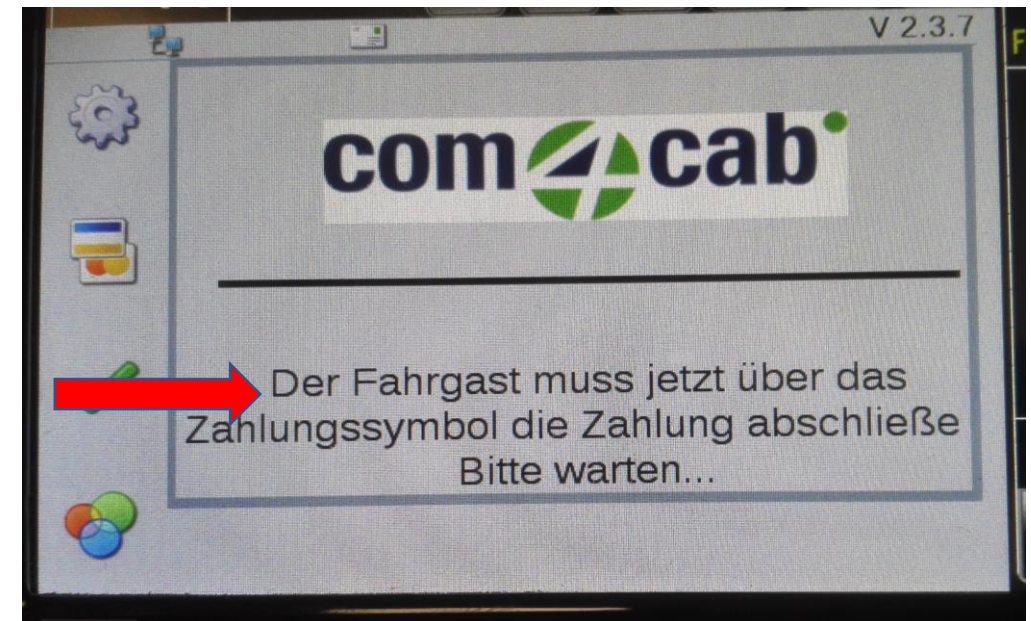 V 2.3.7
F
com4cab
Der Fahrgast muss jetzt über das
Zahlungssymbol die Zahlung abschließe
Bitte warten...